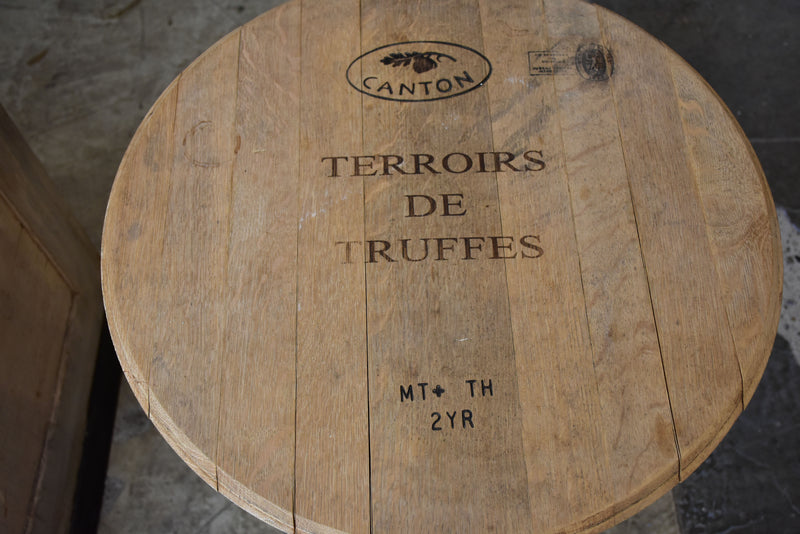 CANTON
TERROIRS
DE
TRUFFES
MT+ TH
2YR